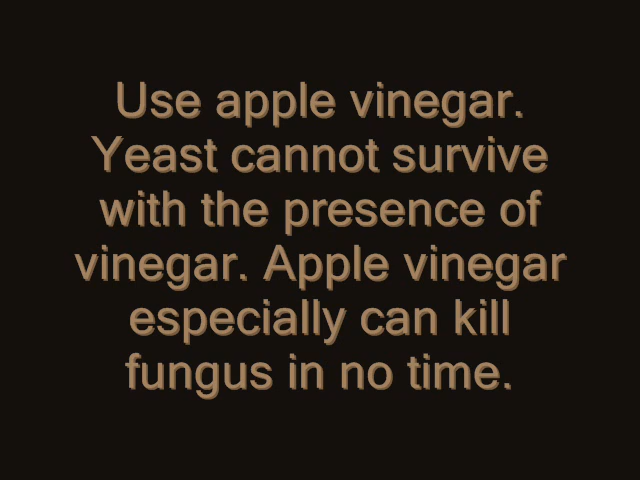 Use apple vinegar.
Yeast cannot survive
with the presence of
vinegar. Apple vinegar
especially can kill
fungus in no time.